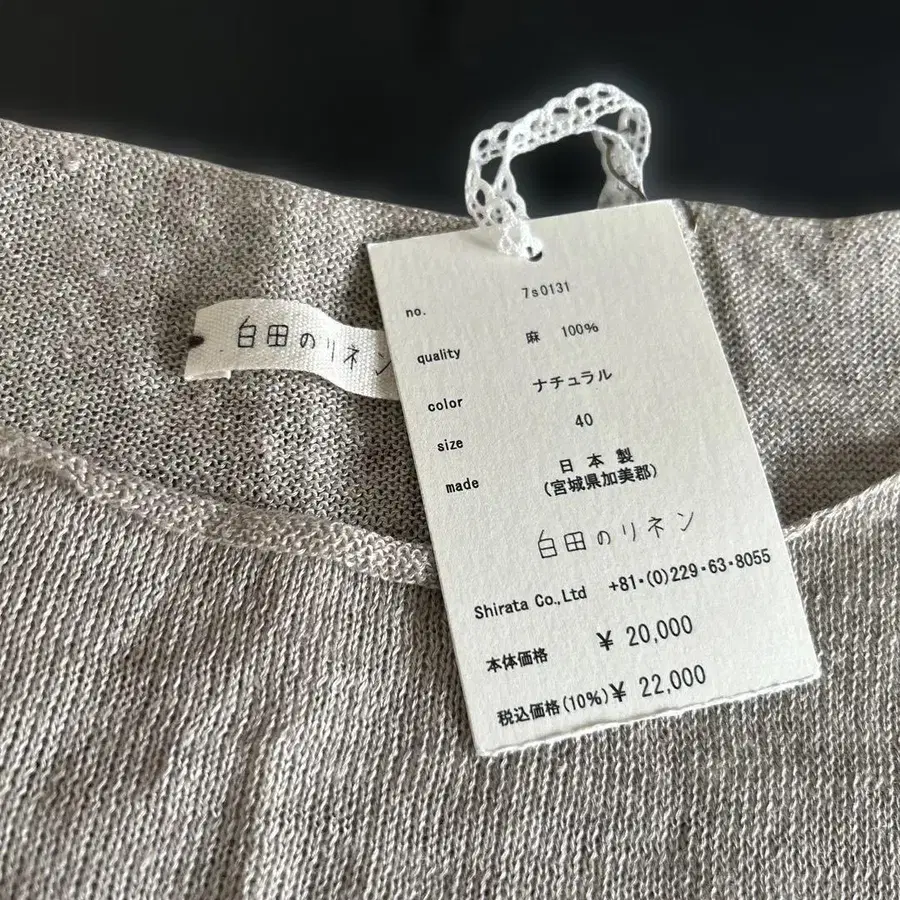 白田のリネン
no. 7s0131
quality 麻 100%
color ナチュラル
size 40
made 日本製
(宮城県加美郡)
白田のリネン
Shirata Co.,Ltd +81・(0)229・63・8055
本体価格 ¥ 20,000
税込価格(10%)¥ 22,000